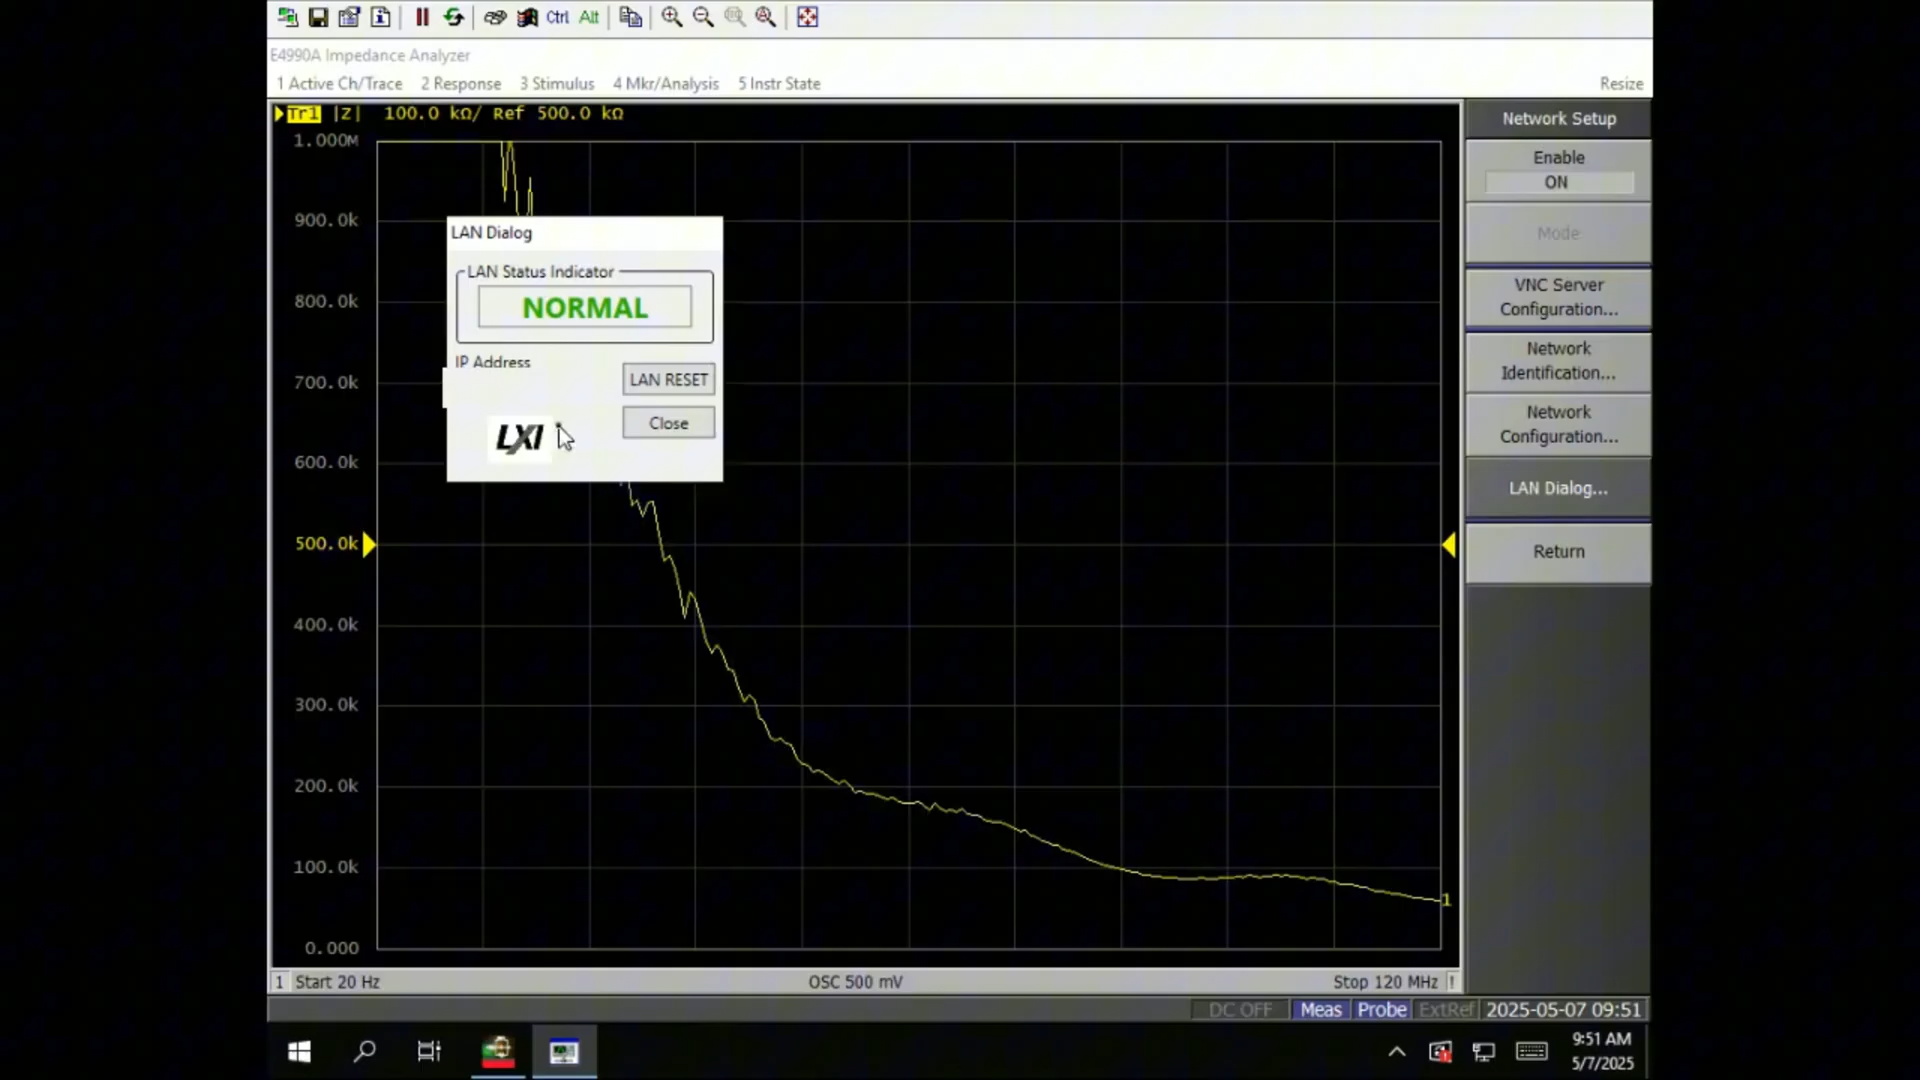 Ctrl Alt
E4990A Impedance Analyzer
1 Active Ch/Trace 2 Response 3 Stimulus 4 Mkr/Analysis 5 Instr State Resize
Tr1 |Z| 100.0 kΩ/ Ref 500.0 kΩ
1.000M
900.0k
800.0k
700.0k
600.0k
500.0k
400.0k
300.0k
200.0k
100.0k
0.000
1
LAN Dialog
LAN Status Indicator
NORMAL
IP Address
LAN RESET
Close
LXI
Network Setup
Enable
ON
Mode
VNC Server
Configuration...
Network
Identification...
Network
Configuration...
LAN Dialog...
Return
1 Start 20 Hz OSC 500 mV Stop 120 MHz !
DC OFF Meas Probe ExtRef 2025-05-07 09:51
9:51 AM
5/7/2025